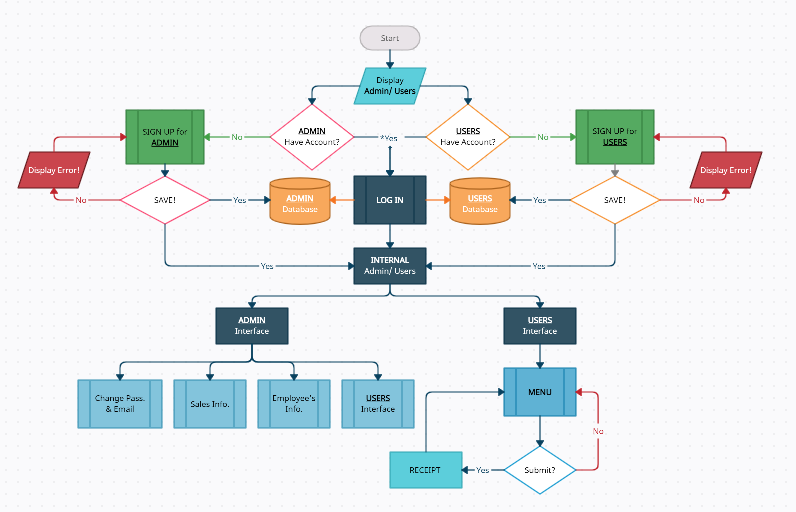 Start
Display
Admin/ Users
SIGN UP for
ADMIN
ADMIN
Have Account?
USERS
Have Account?
SIGN UP for
USERS
No
*Yes
No
Display Error!
Display Error!
No
SAVE!
Yes
ADMIN
Database
LOG IN
USERS
Database
Yes
SAVE!
No
Yes
INTERNAL
Admin/ Users
Yes
ADMIN
Interface
USERS
Interface
Change Pass.
& Email
Sales Info.
Employee's
Info.
USERS
Interface
MENU
No
RECEIPT
Yes
Submit?